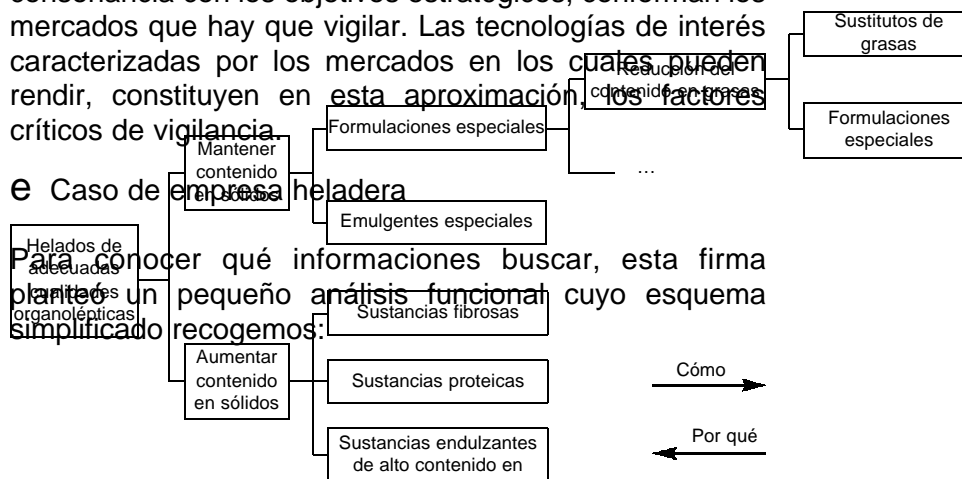 consonancia con los objetivos estratégicos, conforman los
mercados que hay que vigilar. Las tecnologías de interés
caracterizadas por los mercados en los cuales pueden
rendir, constituyen en esta aproximación, los factores
críticos de vigilancia.
e Caso de empresa heladera
Para conocer qué informaciones buscar, esta firma
planteó un pequeño análisis funcional cuyo esquema
simplificado recogemos:
Helados de
adecuadas
cualidades
organolépticas
Mantener
contenido
en sólidos
Aumentar
contenido
en sólidos
Formulaciones especiales
Emulgentes especiales
Sustancias fibrosas
Sustancias proteicas
Sustancias endulzantes
de alto contenido en
Reducción del
contenido en grasas
...
Sustitutos de
grasas
Formulaciones
especiales
Cómo
Por qué